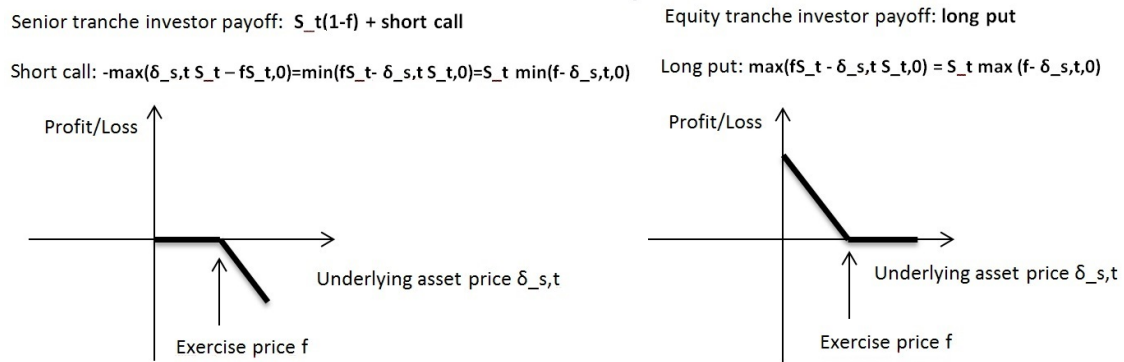 Senior tranche investor payoff: S_t(1-f) + short call
Short call: -max(δ_s,t S_t – fS_t,0)=min(fS_t- δ_s,t S_t,0)=S_t min(f- δ_s,t,0)
Profit/Loss
Underlying asset price δ_s,t
Exercise price f
Equity tranche investor payoff: long put
Long put: max(fS_t - δ_s,t S_t,0) = S_t max (f- δ_s,t,0)
Profit/Loss
Underlying asset price δ_s,t
Exercise price f